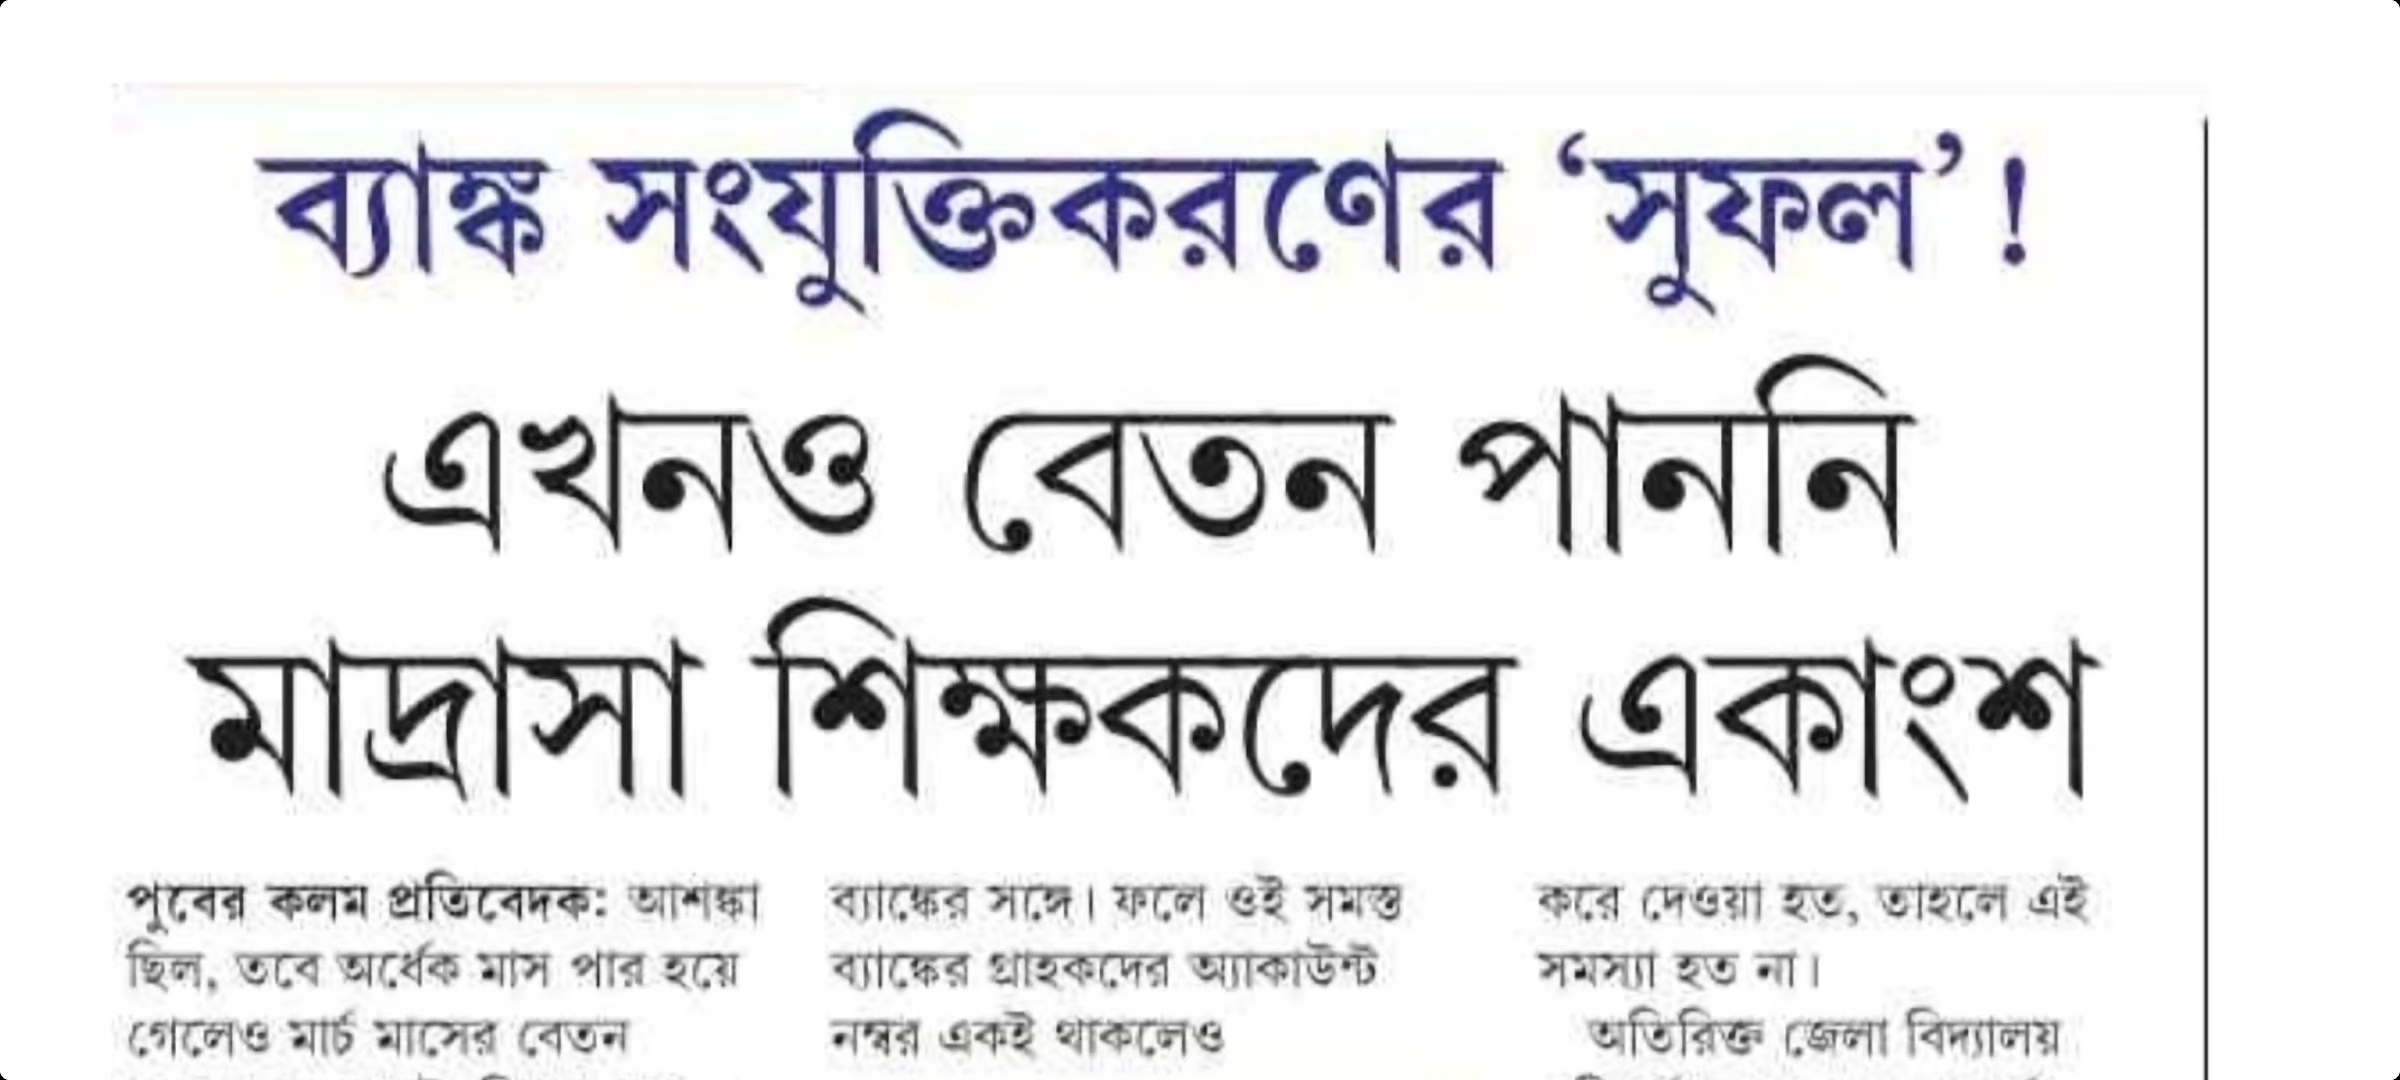 ব্যাঙ্ক সংযুক্তিকরণের ‘সুফল’!
এখনও বেতন পাননি
মাদ্রাসা শিক্ষকদের একাংশ
পুবের কলম প্রতিবেদক: আশঙ্কা
ছিল, তবে অর্ধেক মাস পার হয়ে
গেলেও মার্চ মাসের বেতন
ব্যাঙ্কের সঙ্গে। ফলে ওই সমস্ত
ব্যাঙ্কের গ্রাহকদের অ্যাকাউন্ট
নম্বর একই থাকলেও
করে দেওয়া হত, তাহলে এই
সমস্যা হত না।
অতিরিক্ত জেলা বিদ্যালয়